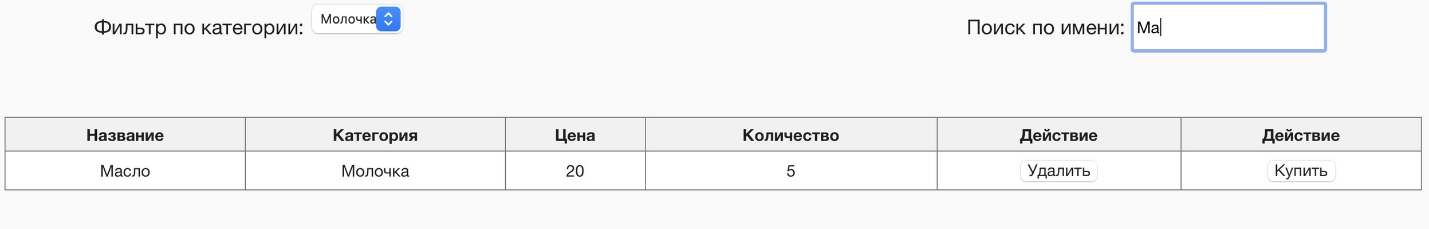 Фильтр по категории: Молочка Поиск по имени: Ма
Название Категория Цена Количество Действие Действие
Масло Молочка 20 5 Удалить Купить